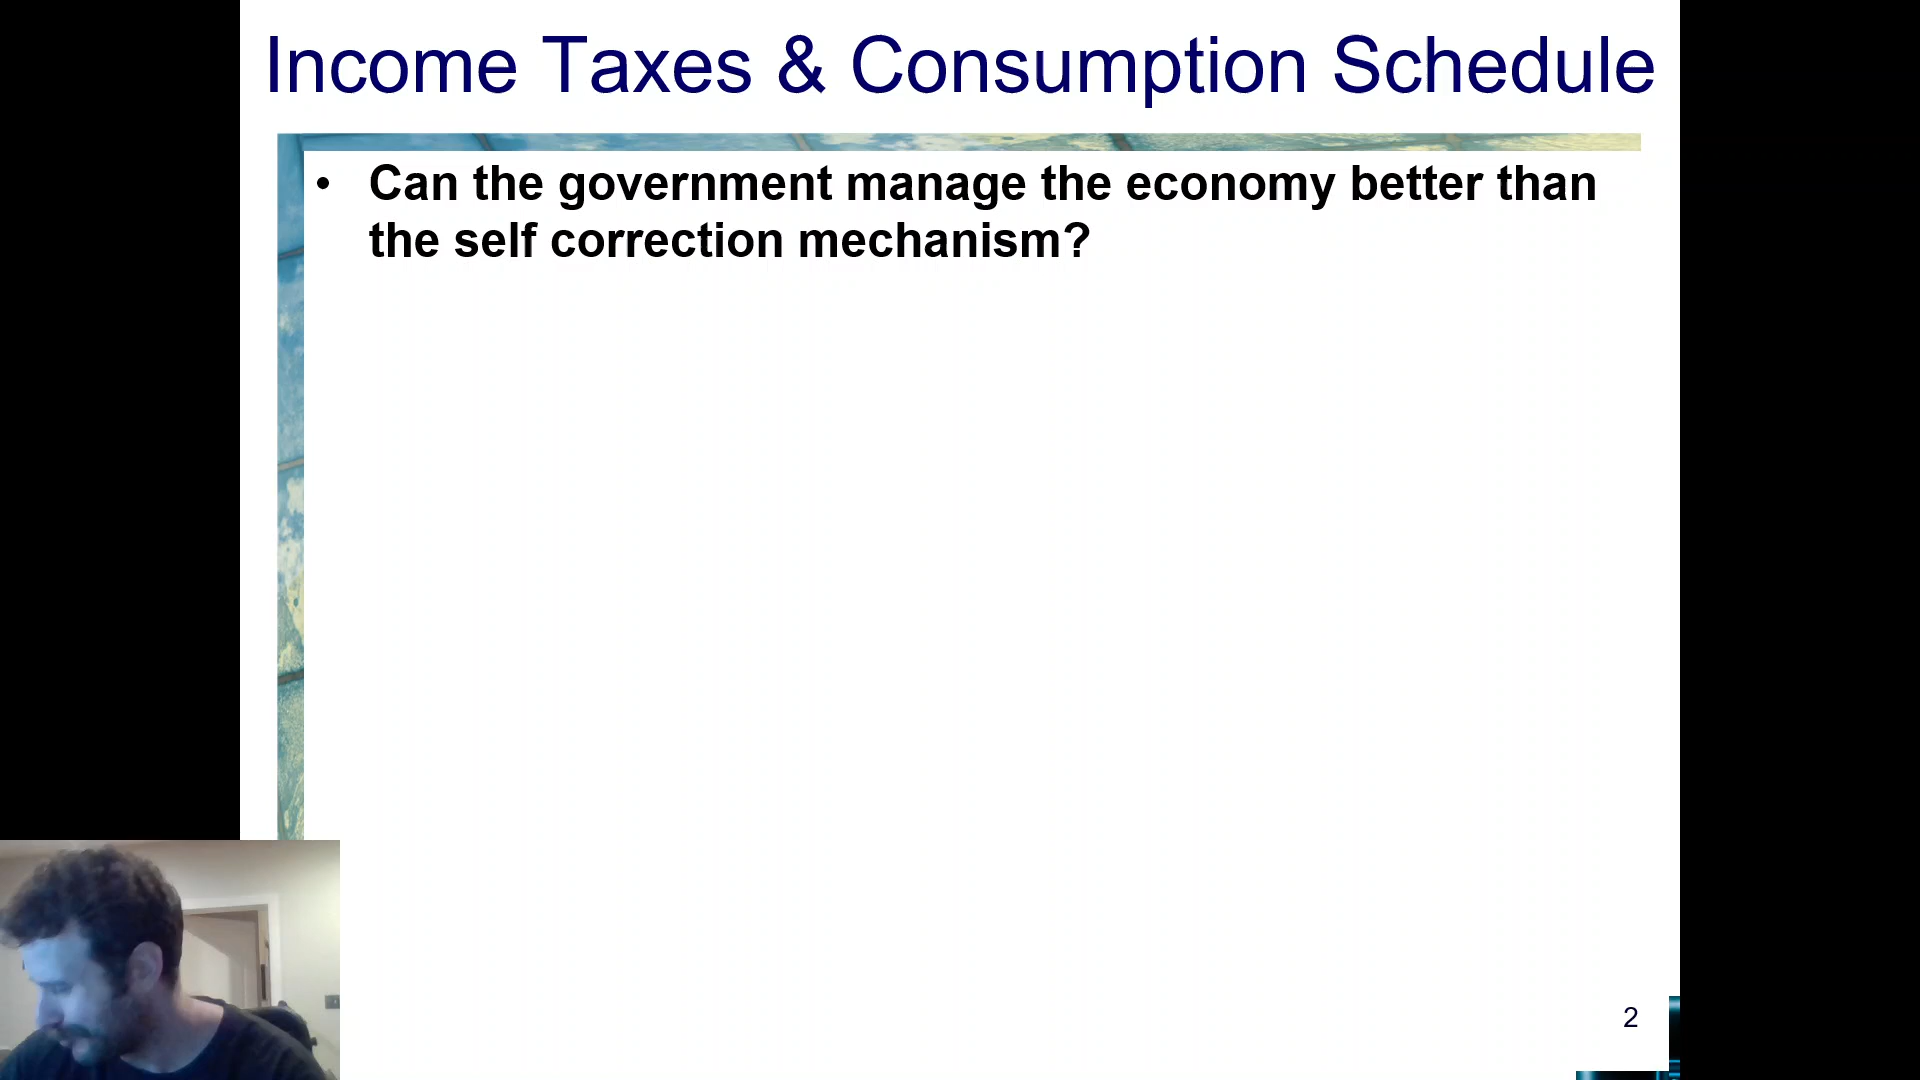 Income Taxes & Consumption Schedule
• Can the government manage the economy better than
the self correction mechanism?
2